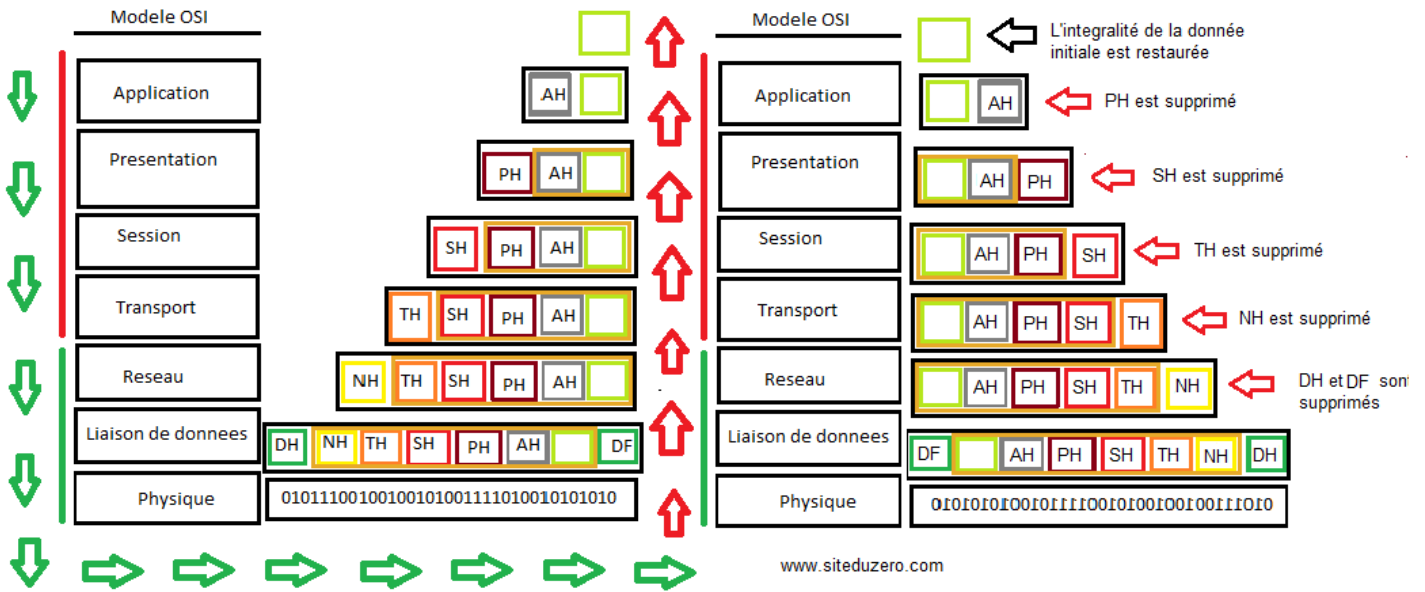 Modele OSI
Application
AH
Presentation
PH AH
Session
SH PH AH
Transport
TH SH PH AH
Reseau
NH TH SH PH AH
Liaison de donnees
DH NH TH SH PH AH DF
Physique
0101110010010010100111101001010101010
Modele OSI
L'integralité de la donnée
initiale est restaurée
Application
AH
PH est supprimé
Presentation
AH PH
SH est supprimé
Session
AH PH SH
TH est supprimé
Transport
AH PH SH TH
NH est supprimé
Reseau
AH PH SH TH NH
DH et DF sont
supprimés
Liaison de donnees
DF AH PH SH TH NH DH
Physique
www.siteduzero.com